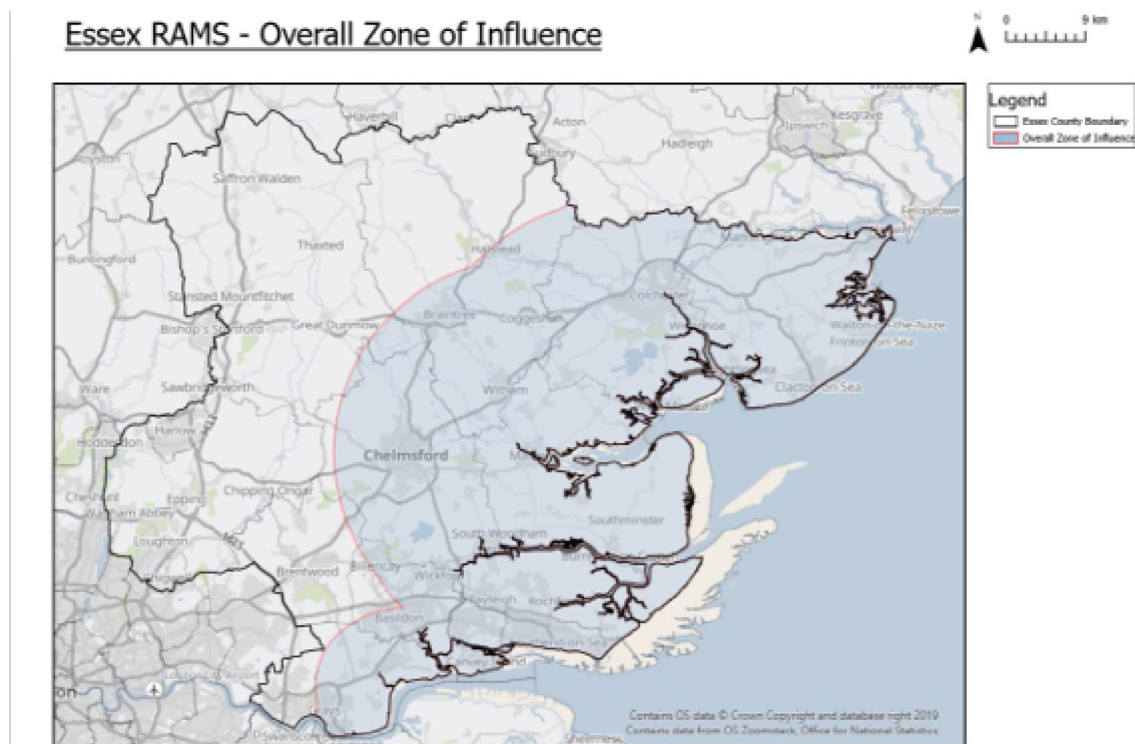 Essex RAMS - Overall Zone of Influence
N
0 9 km
Legend
Essex County Boundary
Overall Zone of Influence
Haverhill
Acton
Kesgrave
Ipswich
Royston
Hadleigh
Saffron Walden
Felixstowe
Thaxted
Halstead
Buntingford
Stansted Mountfitchet
Colchester
Bishop's Stortford
Great Dunmow
Braintree
Coggeshall
Walton-on-the-Naze
Frinton-on-Sea
Ware
Sawbridgeworth
Witham
Clacton-on-Sea
Harlow
Hoddesdon
Chelmsford
Cheshunt
Epping
Chipping Ongar
Waltham Abbey
Southminster
Loughton
M25
South Woodham
Brentwood
Billericay
Wickford
Rayleigh
Basildon
Grays
Contains OS data © Crown Copyright and database right 2019
Contains data from OS Zoomstack, Office for National Statistics
Sheerness